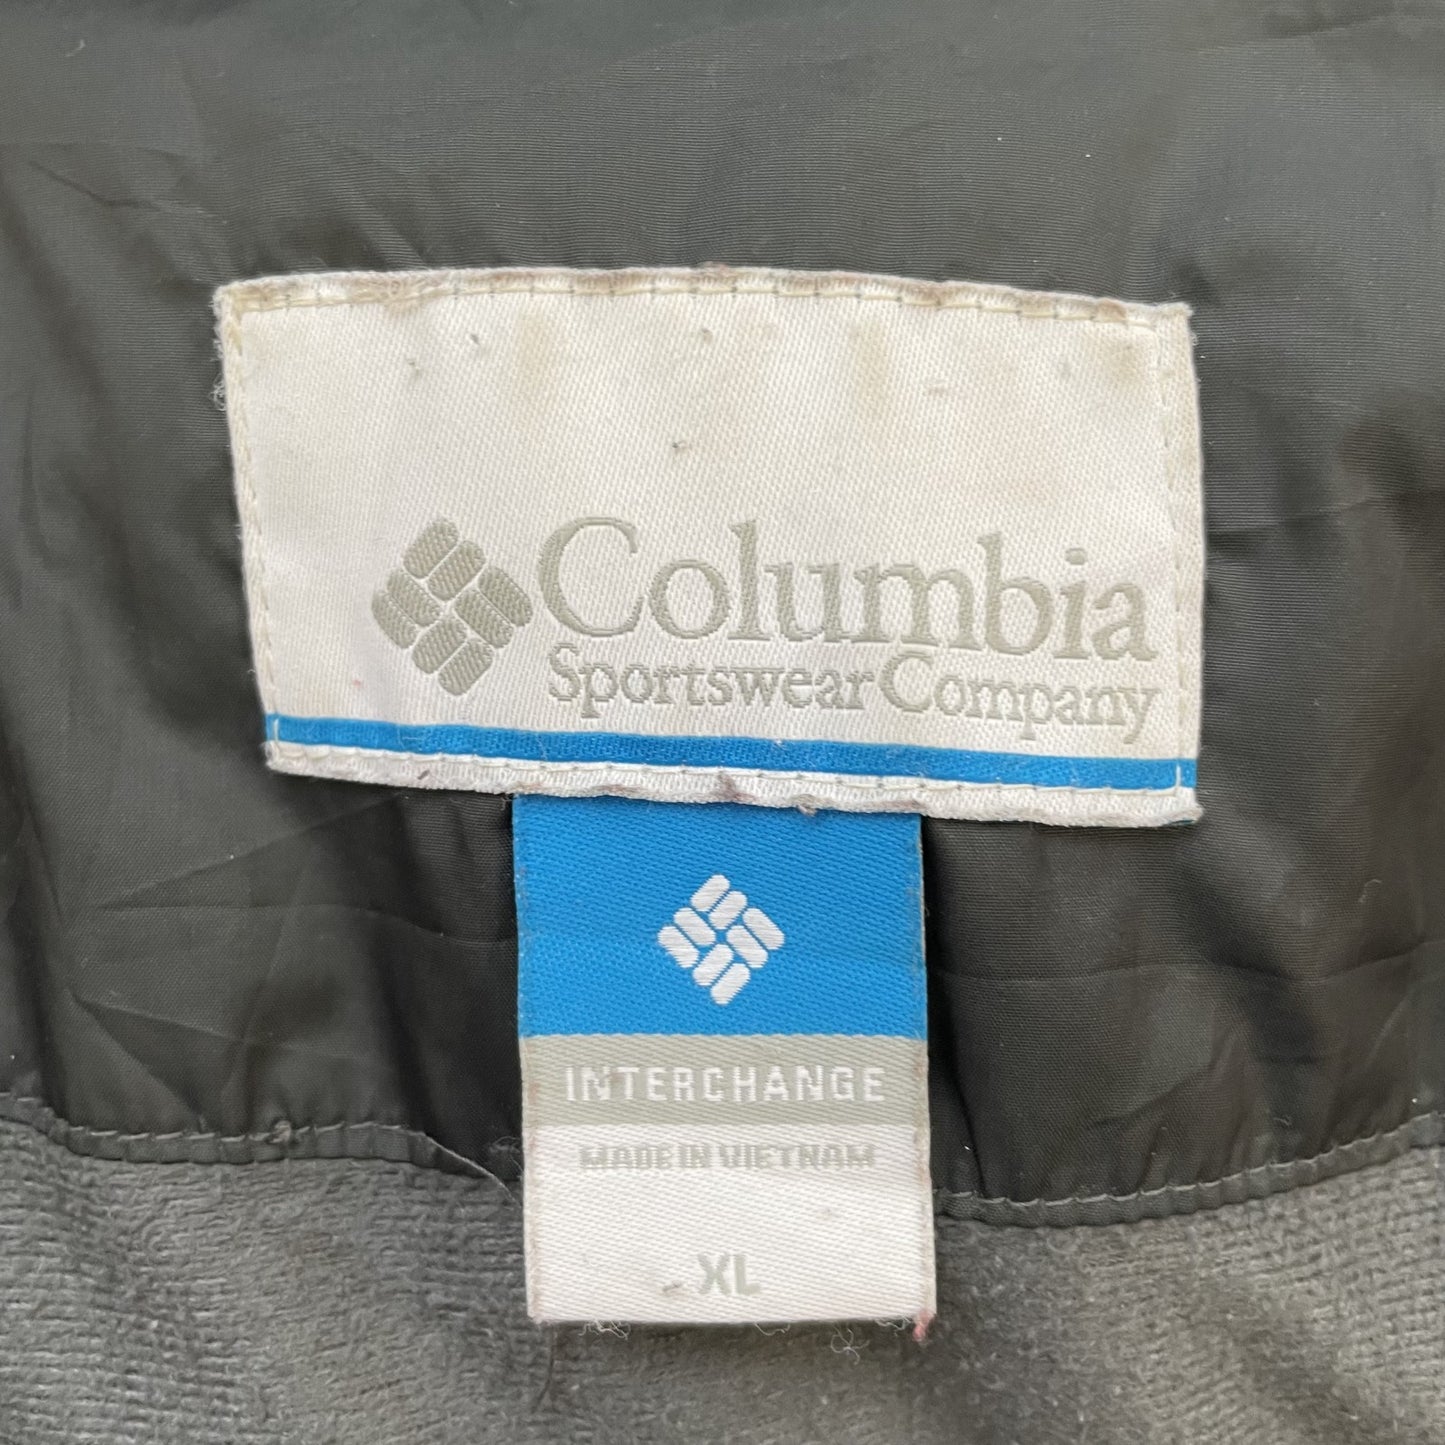 Columbia
Sportswear Company
INTERCHANGE
MADE IN VIETNAM
XL